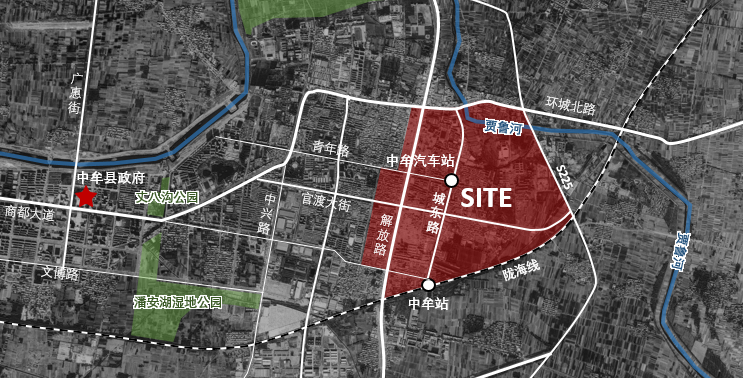 广惠街
环城北路
贾鲁河
青年路
中牟汽车站
S225
中牟县政府
丈八沟公园
SITE
官渡大街
中兴路
城东路
商都大道
解放路
贾鲁河
文博路
陇海线
潘安湖湿地公园
中牟站